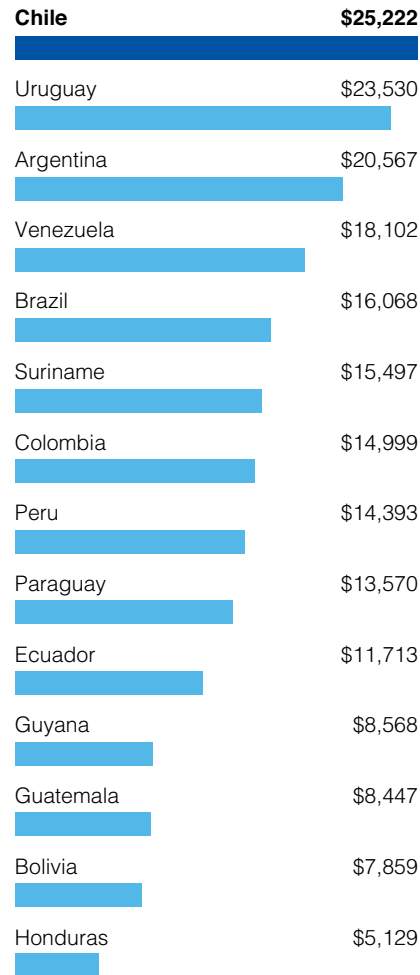 Chile $25,222
Uruguay $23,530
Argentina $20,567
Venezuela $18,102
Brazil $16,068
Suriname $15,497
Colombia $14,999
Peru $14,393
Paraguay $13,570
Ecuador $11,713
Guyana $8,568
Guatemala $8,447
Bolivia $7,859
Honduras $5,129